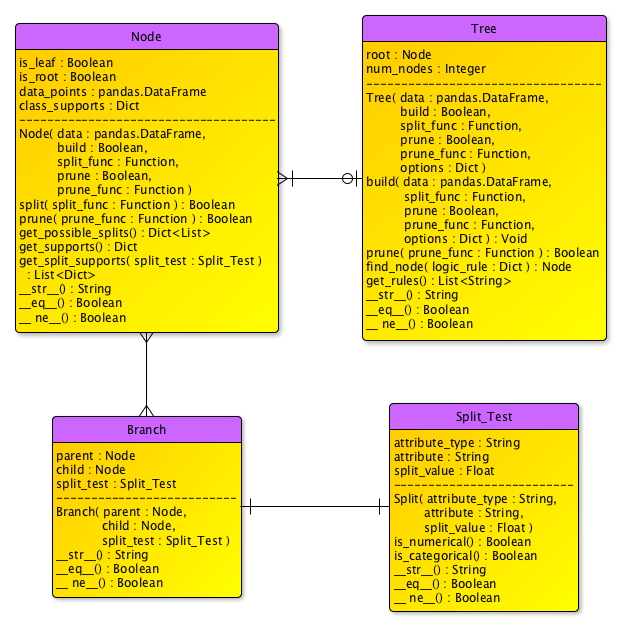 Node
is_leaf : Boolean
is_root : Boolean
data_points : pandas.DataFrame
class_supports : Dict
Node( data : pandas.DataFrame,
build : Boolean,
split_func : Function,
prune : Boolean,
prune_func : Function )
split( split_func : Function ) : Boolean
prune( prune_func : Function ) : Boolean
get_possible_splits() : Dict<List>
get_supports() : Dict
get_split_supports( split_test : Split_Test )
: List<Dict>
__str__() : String
__eq__() : Boolean
__ ne__() : Boolean
Tree
root : Node
num_nodes : Integer
Tree( data : pandas.DataFrame,
build : Boolean,
split_func : Function,
prune : Boolean,
prune_func : Function,
options : Dict )
build( data : pandas.DataFrame,
split_func : Function,
prune : Boolean,
prune_func : Function,
options : Dict ) : Void
prune( prune_func : Function ) : Boolean
find_node( logic_rule : Dict ) : Node
get_rules() : List<String>
__str__() : String
__eq__() : Boolean
__ ne__() : Boolean
Branch
parent : Node
child : Node
split_test : Split_Test
Branch( parent : Node,
child : Node,
split_test : Split_Test )
__str__() : String
__eq__() : Boolean
__ ne__() : Boolean
Split_Test
attribute_type : String
attribute : String
split_value : Float
Split( attribute_type : String,
attribute : String,
split_value : Float )
is_numerical() : Boolean
is_categorical() : Boolean
__str__() : String
__eq__() : Boolean
__ ne__() : Boolean